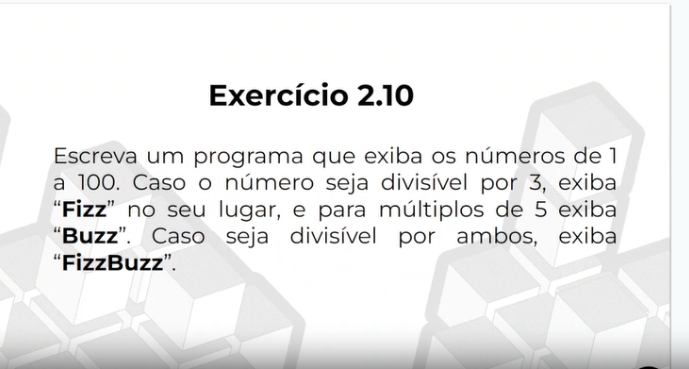 Exercício 2.10
Escreva um programa que exiba os números de 1
a 100. Caso o número seja divisível por 3, exiba
“Fizz” no seu lugar, e para múltiplos de 5 exiba
“Buzz”. Caso seja divisível por ambos, exiba
“FizzBuzz”.